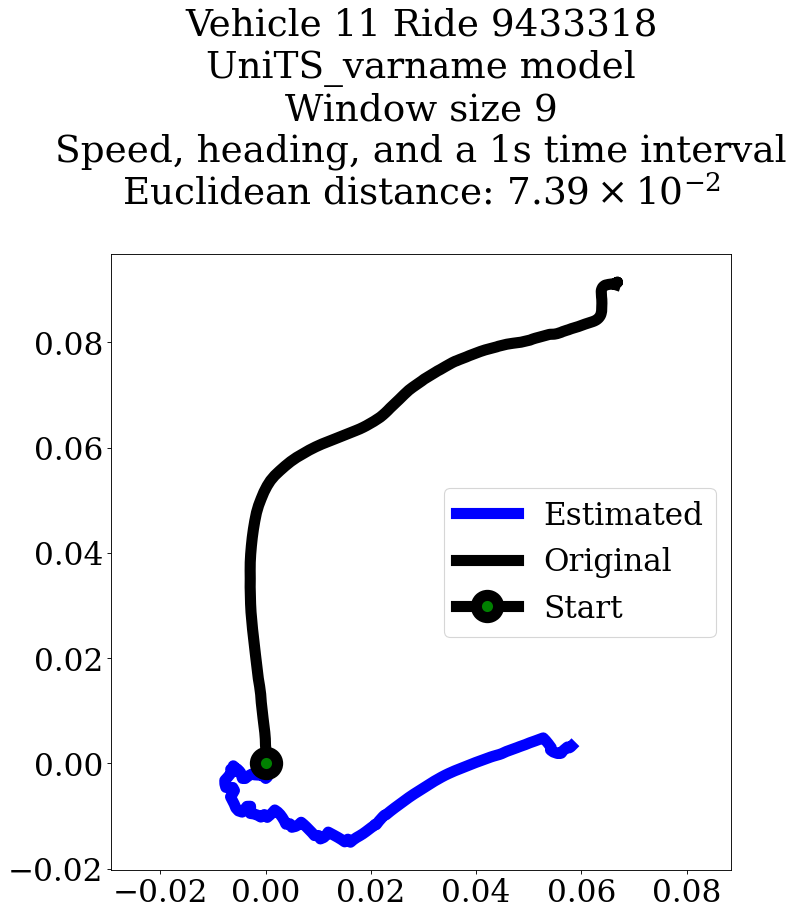 Vehicle 11 Ride 9433318
UniTS_varname model
Window size 9
Speed, heading, and a 1s time interval
Euclidean distance: 7.39 × 10⁻²
0.08
0.06
0.04
0.02
0.00
−0.02
Estimated
Original
Start
−0.02 0.00 0.02 0.04 0.06 0.08